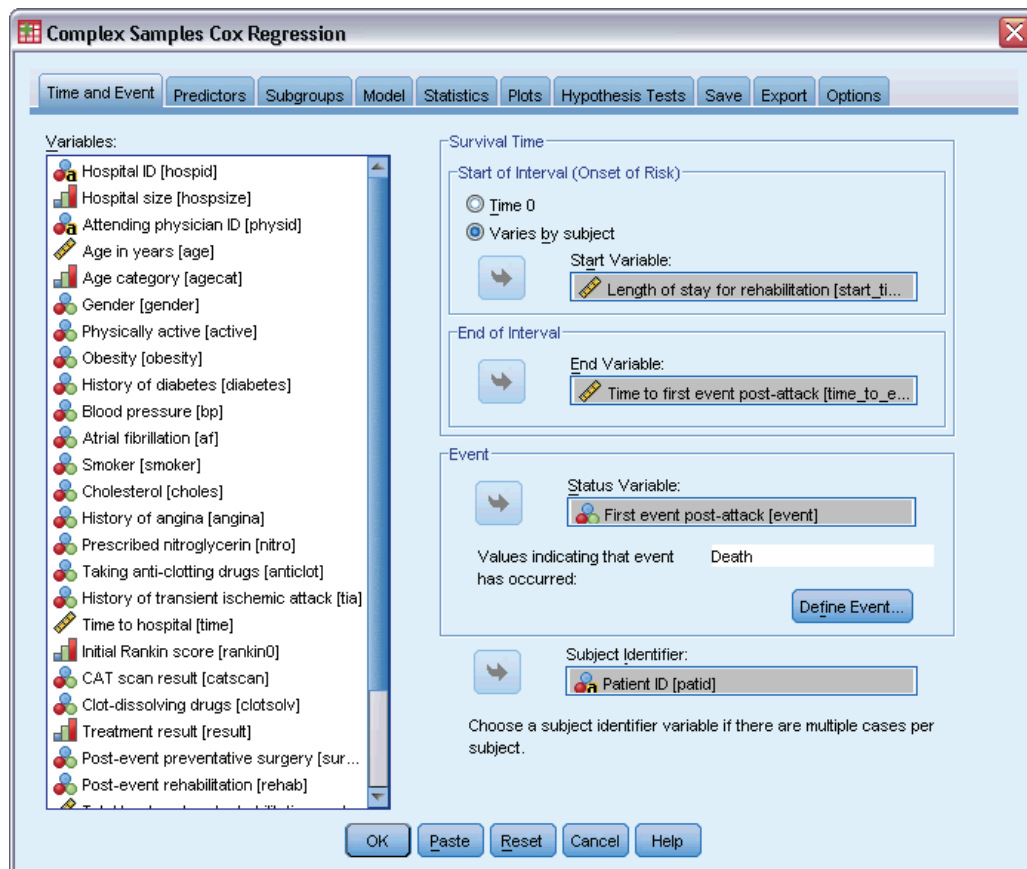 Complex Samples Cox Regression
Time and Event Predictors Subgroups Model Statistics Plots Hypothesis Tests Save Export Options
Variables:
Hospital ID [hospid]
Hospital size [hospsize]
Attending physician ID [physid]
Age in years [age]
Age category [agecat]
Gender [gender]
Physically active [active]
Obesity [obesity]
History of diabetes [diabetes]
Blood pressure [bp]
Atrial fibrillation [af]
Smoker [smoker]
Cholesterol [choles]
History of angina [angina]
Prescribed nitroglycerin [nitro]
Taking anti-clotting drugs [anticlot]
History of transient ischemic attack [tia]
Time to hospital [time]
Initial Rankin score [rankin0]
CAT scan result [catscan]
Clot-dissolving drugs [clotsolv]
Treatment result [result]
Post-event preventative surgery [sur...
Post-event rehabilitation [rehab]
Survival Time
Start of Interval (Onset of Risk)
Time 0
Varies by subject
Start Variable:
Length of stay for rehabilitation [start_ti...
End of Interval
End Variable:
Time to first event post-attack [time_to_e...
Event
Status Variable:
First event post-attack [event]
Values indicating that event
has occurred:
Death
Define Event...
Subject Identifier:
Patient ID [patid]
Choose a subject identifier variable if there are multiple cases per
subject.
OK Paste Reset Cancel Help